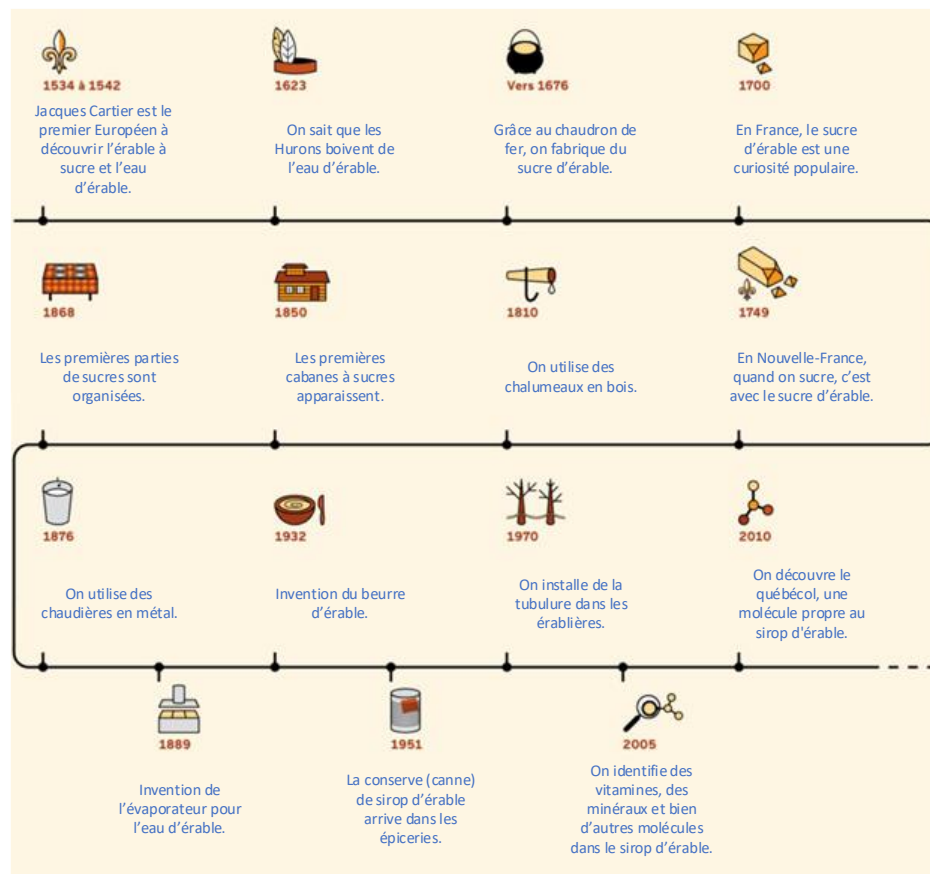 1534 à 1542
Jacques Cartier est le
premier Européen à
découvrir l'érable à
sucre et l'eau
d'érable.
1623
On sait que les
Hurons boivent de
l'eau d'érable.
Vers 1676
Grâce au chaudron de
fer, on fabrique du
sucre d'érable.
1700
En France, le sucre
d'érable est une
curiosité populaire.
1868
Les premières parties
de sucres sont
organisées.
1850
Les premières
cabanes à sucres
apparaissent.
1810
On utilise des
chalumeaux en bois.
1749
En Nouvelle-France,
quand on sucre, c'est
avec le sucre d'érable.
1876
On utilise des
chaudières en métal.
1932
Invention du beurre
d'érable.
1970
On installe de la
tubulure dans les
érablières.
2010
On découvre le
québécol, une
molécule propre au
sirop d'érable.
1889
Invention de
l'évaporateur pour
l'eau d'érable.
1951
La conserve (canne)
de sirop d'érable
arrive dans les
épiceries.
2005
On identifie des
vitamines, des
minéraux et bien
d'autres molécules
dans le sirop d'érable.